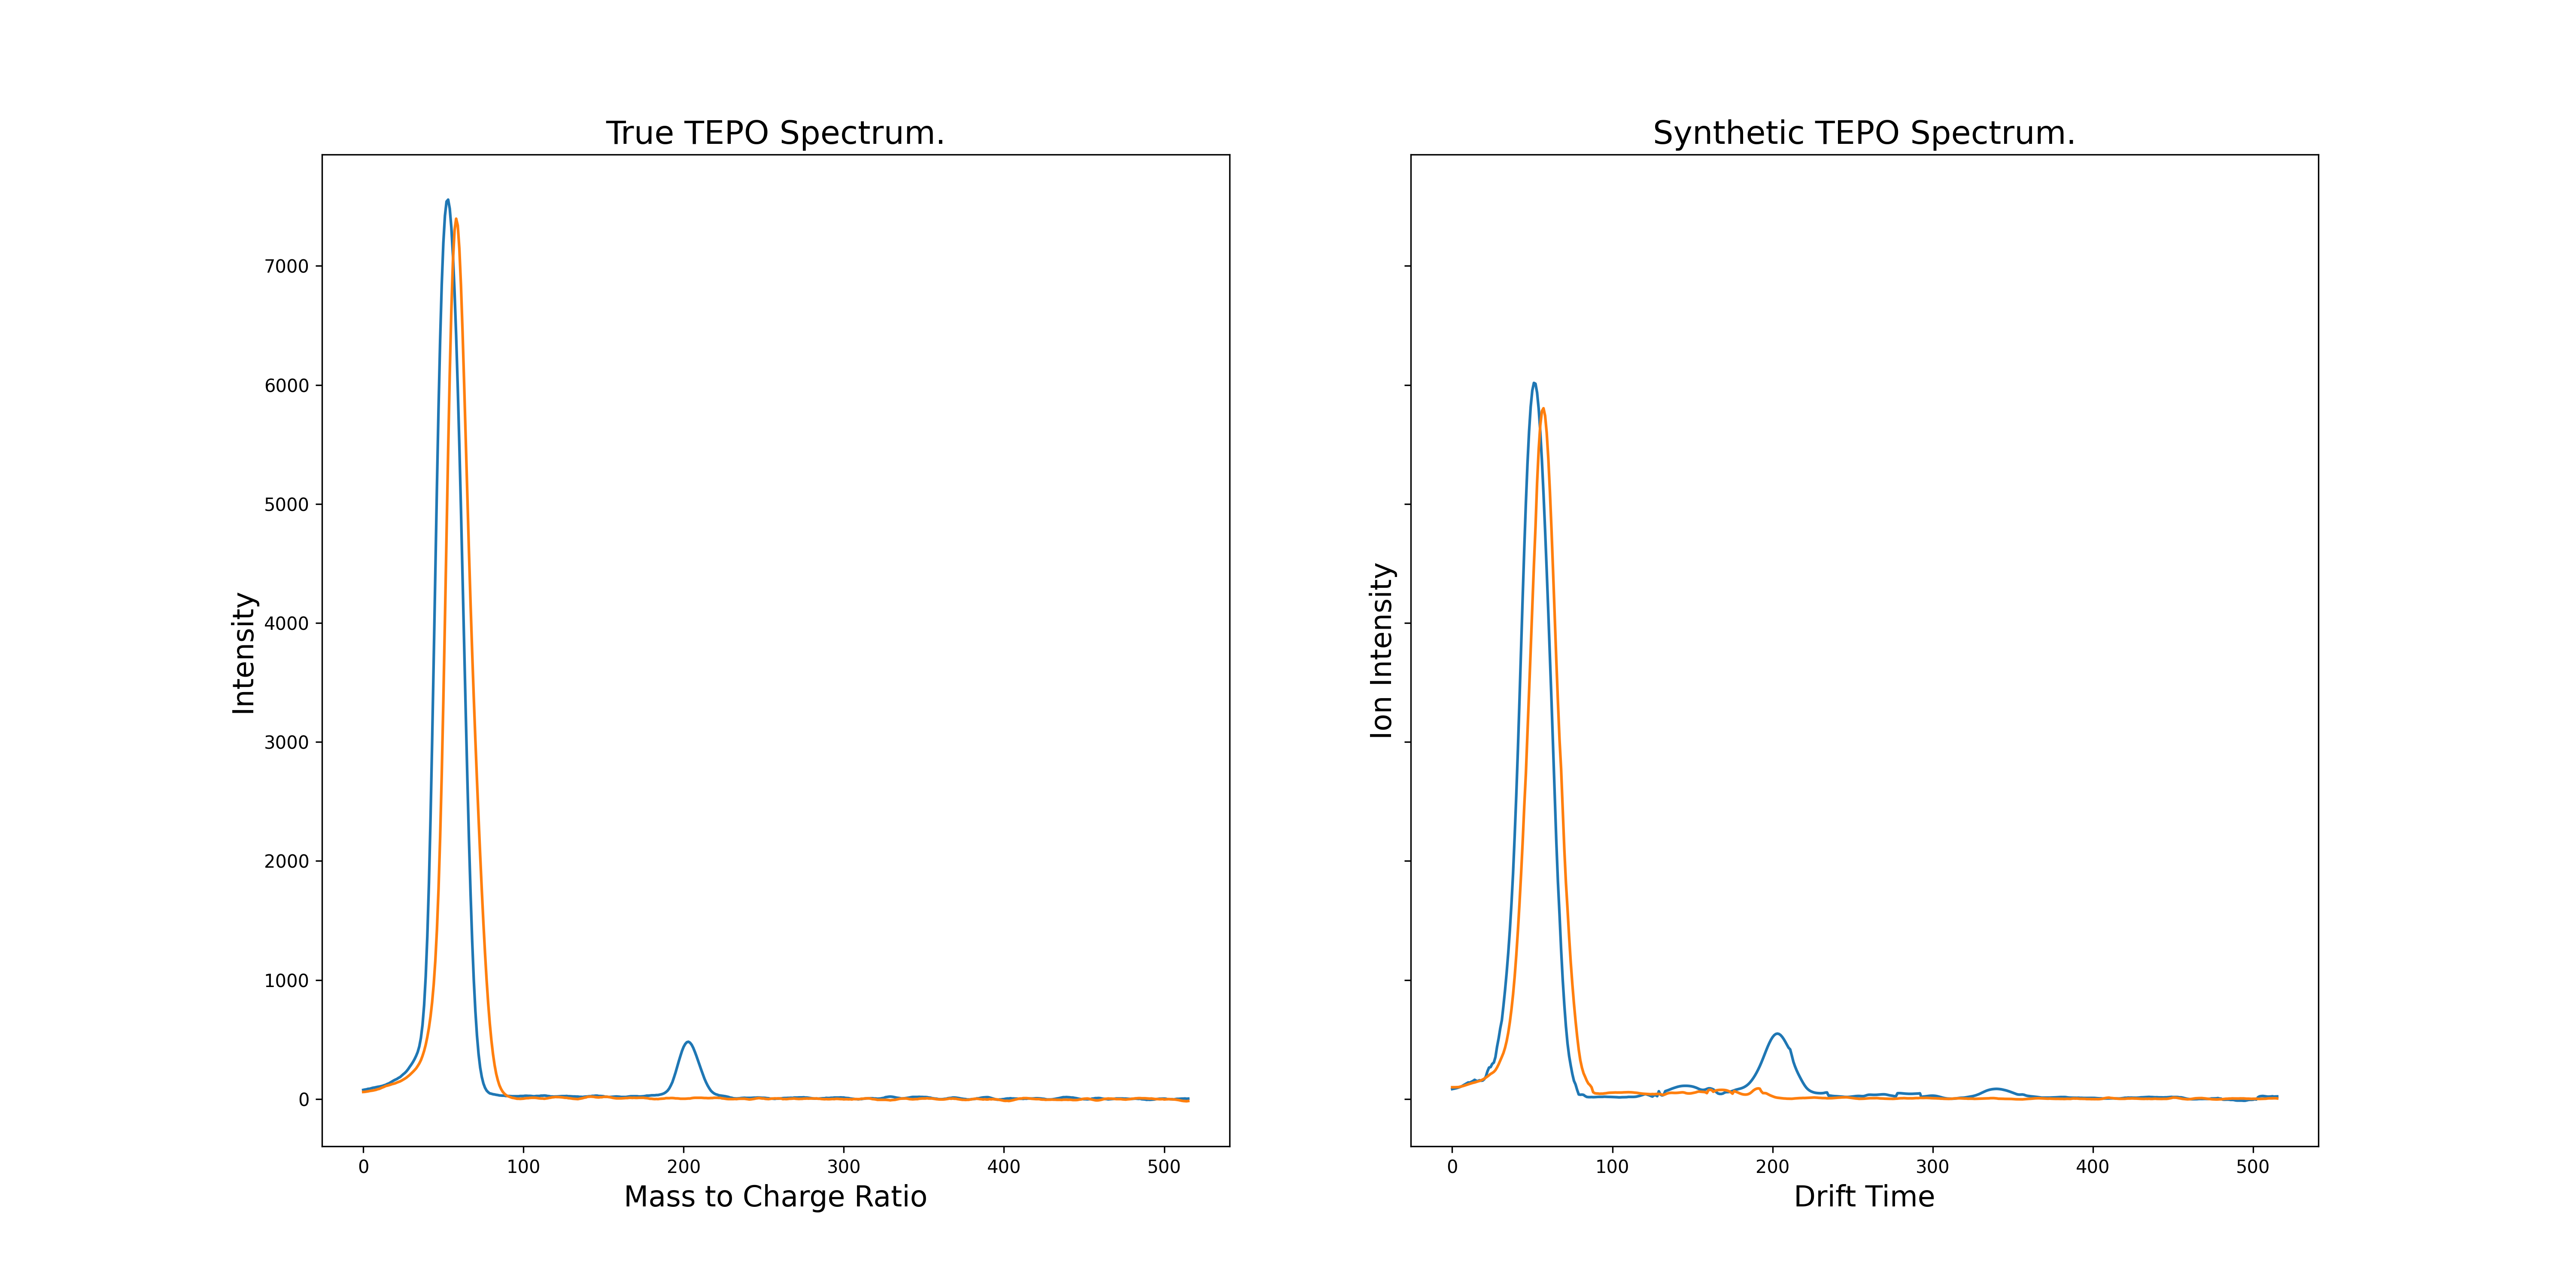 True TEPO Spectrum.
Synthetic TEPO Spectrum.
7000
6000
5000
4000
3000
2000
1000
0
Intensity
Ion Intensity
0 100 200 300 400 500
0 100 200 300 400 500
Mass to Charge Ratio
Drift Time